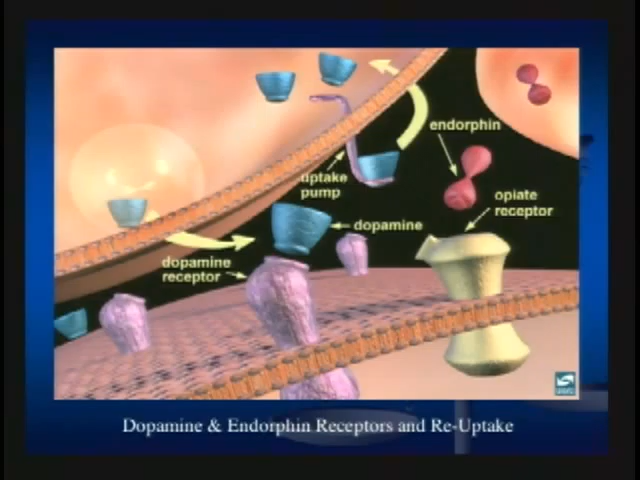 endorphin
uptake
pump
opiate
receptor
dopamine
dopamine
receptor
Dopamine & Endorphin Receptors and Re-Uptake